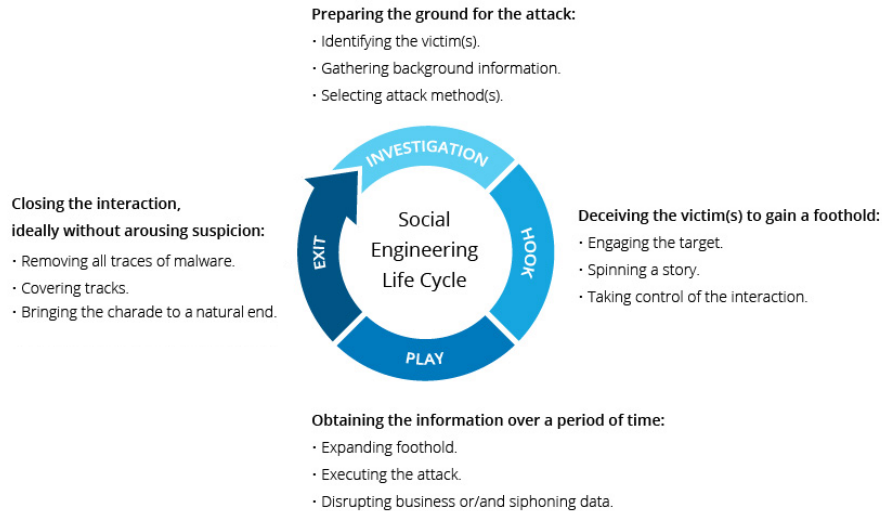 Preparing the ground for the attack:
· Identifying the victim(s).
· Gathering background information.
· Selecting attack method(s).
INVESTIGATION
Closing the interaction,
ideally without arousing suspicion:
· Removing all traces of malware.
· Covering tracks.
· Bringing the charade to a natural end.
EXIT
Social
Engineering
Life Cycle
HOOK
Deceiving the victim(s) to gain a foothold:
· Engaging the target.
· Spinning a story.
· Taking control of the interaction.
PLAY
Obtaining the information over a period of time:
· Expanding foothold.
· Executing the attack.
· Disrupting business or/and siphoning data.